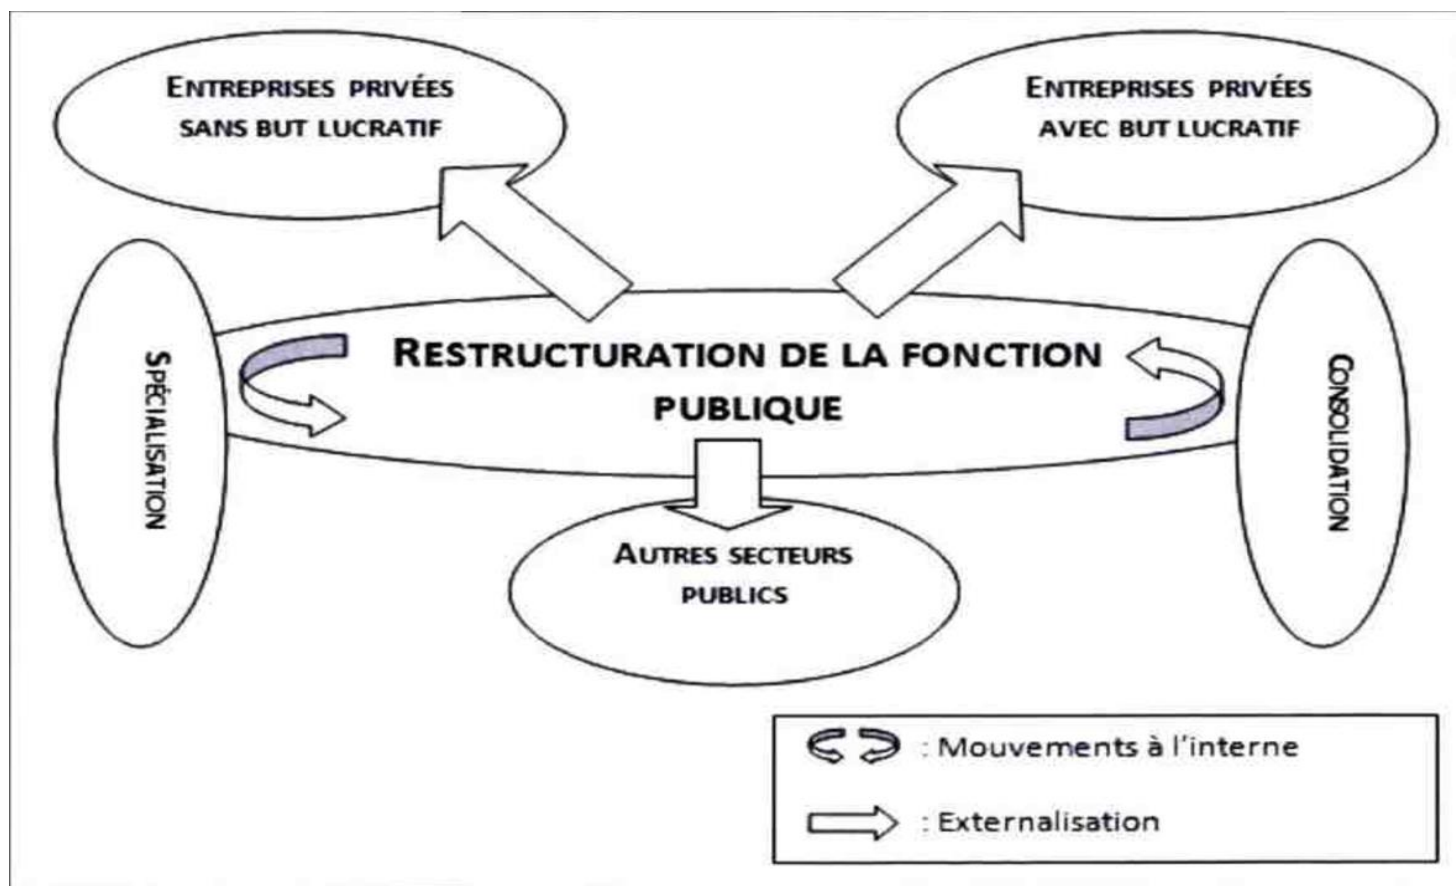 ENTREPRISES PRIVÉES
SANS BUT LUCRATIF
ENTREPRISES PRIVÉES
AVEC BUT LUCRATIF
SPÉCIALISATION
RESTRUCTURATION DE LA FONCTION
PUBLIQUE
CONSOLIDATION
AUTRES SECTEURS
PUBLICS
: Mouvements à l'interne
: Externalisation